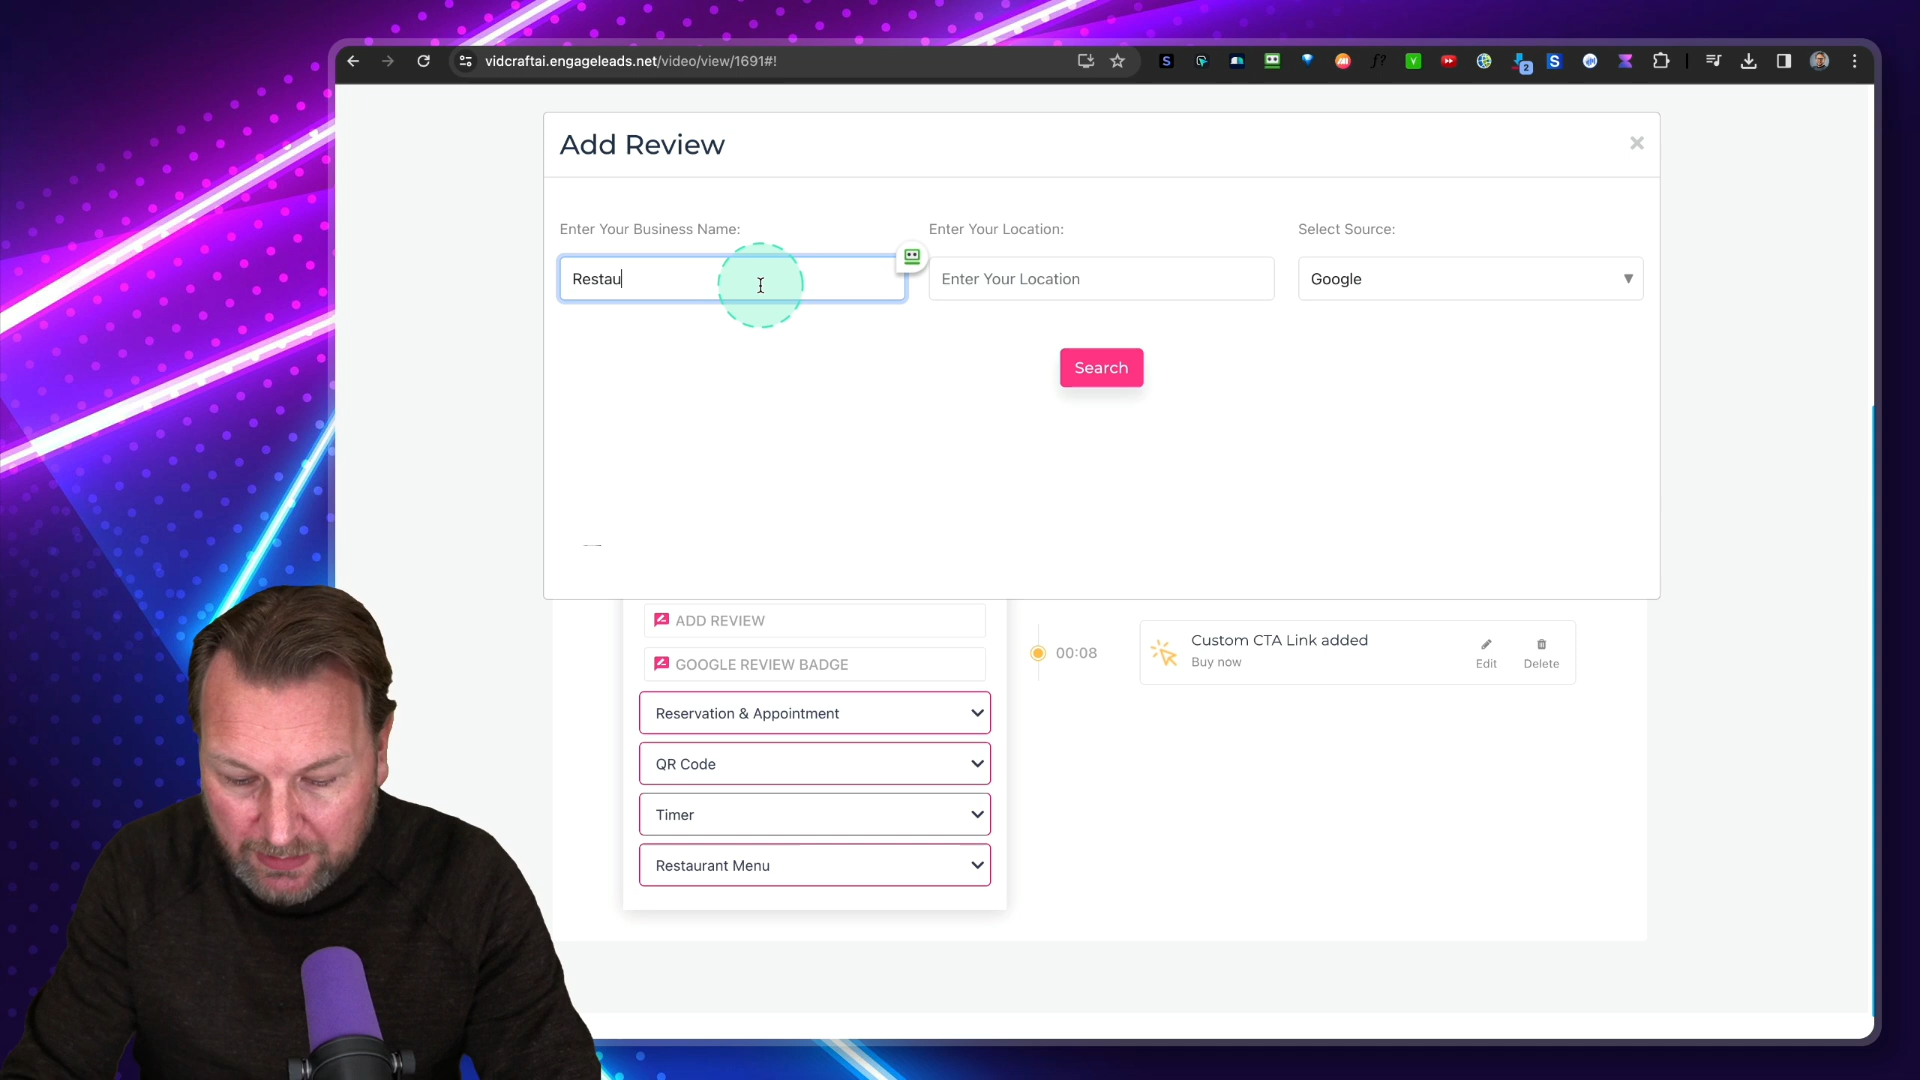 vidcraftai.engageleads.net/video/view/1691#!
Add Review
Enter Your Business Name:
Enter Your Location:
Select Source:
Restau
Enter Your Location
Google
Search
ADD REVIEW
GOOGLE REVIEW BADGE
Reservation & Appointment
QR Code
Timer
Restaurant Menu
00:08
Custom CTA Link added
Buy now
Edit
Delete